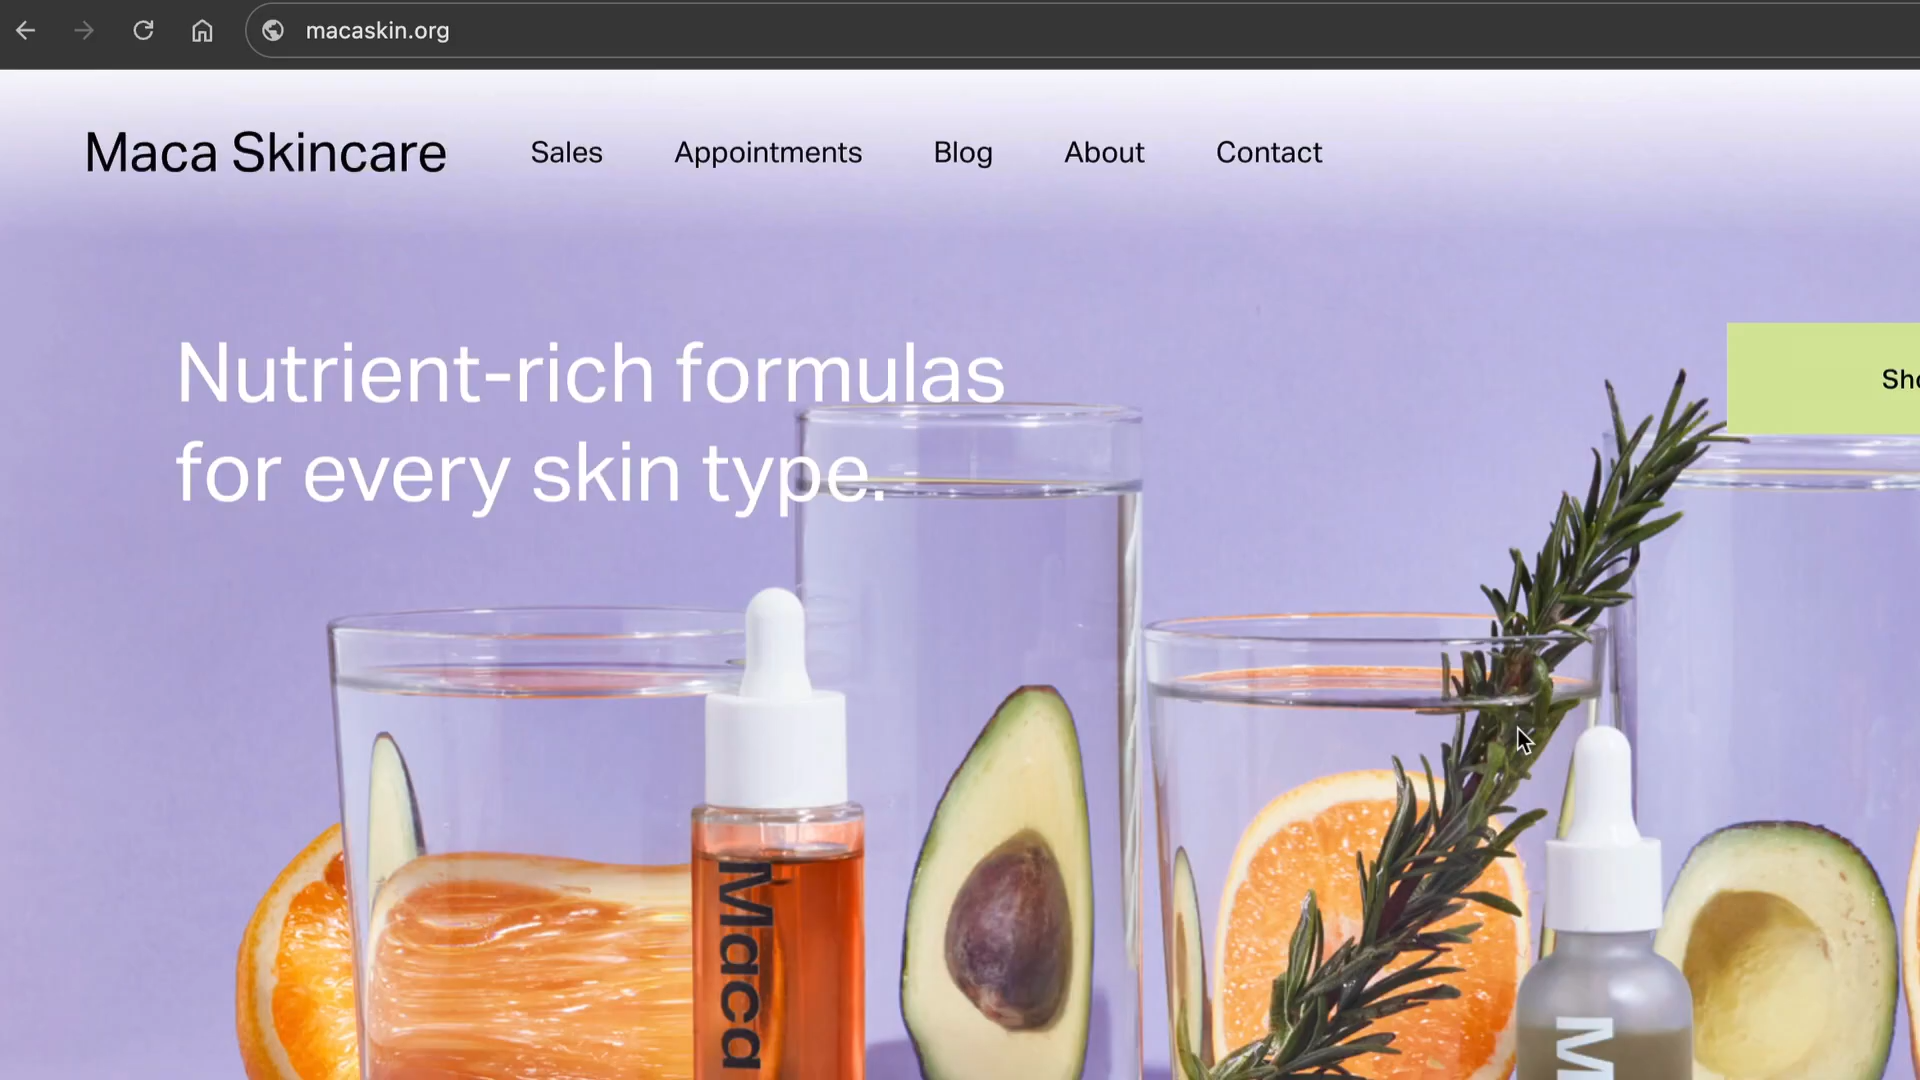 macaskin.org
Maca Skincare
Sales
Appointments
Blog
About
Contact
Nutrient-rich formulas
for every skin type.
Maca